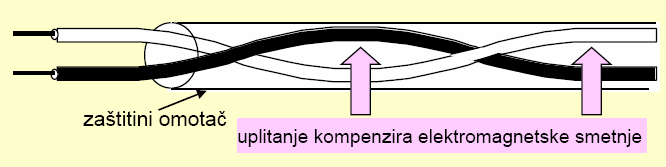 zaštitini omotač
uplitanje kompenzira elektromagnetske smetnje